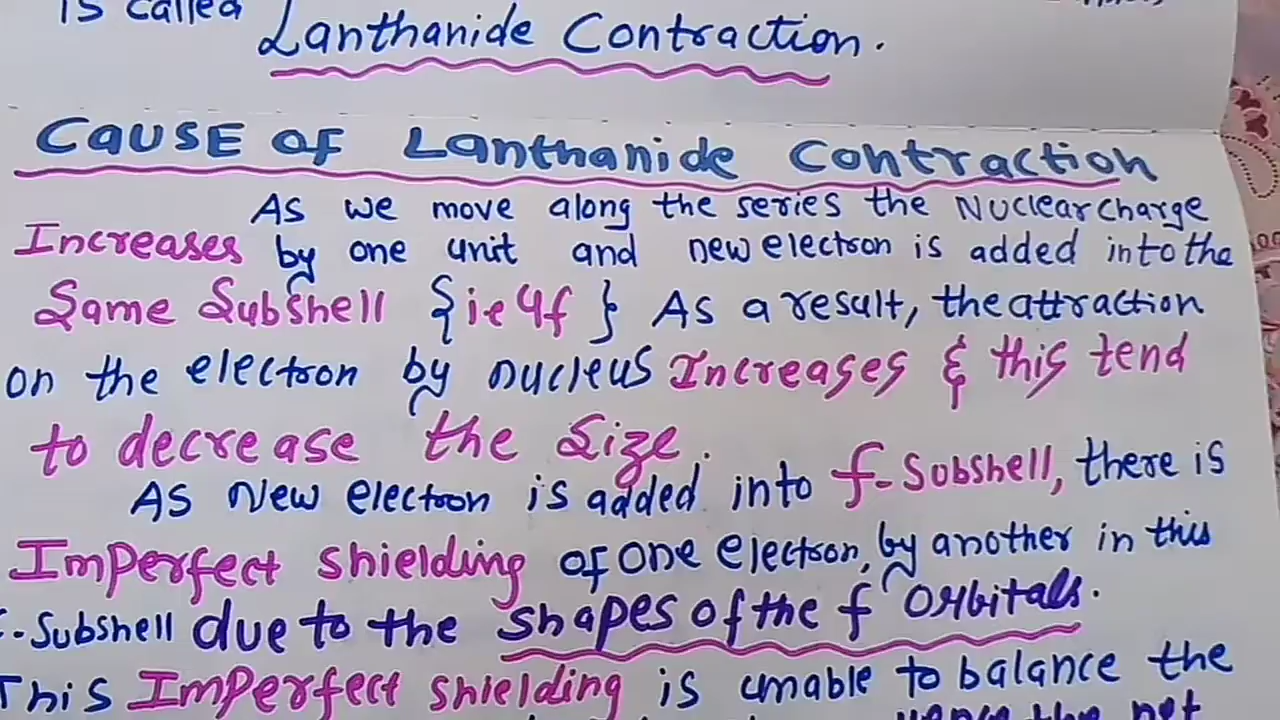 is called Lanthanide Contraction.
CAUSE OF Lanthanide Contraction
As we move along the series the Nuclear charge
Increases by one unit and new electron is added into the
Same Subshell {ie 4f} As a result, the attraction
on the electron by nucleus Increases & this tend
to decrease the Size.
As New electron is added into f-Subshell, there is
Imperfect shielding of one electron, by another in this
f-Subshell due to the shapes of the f orbitals.
This Imperfect shielding is unable to balance the
hence the net